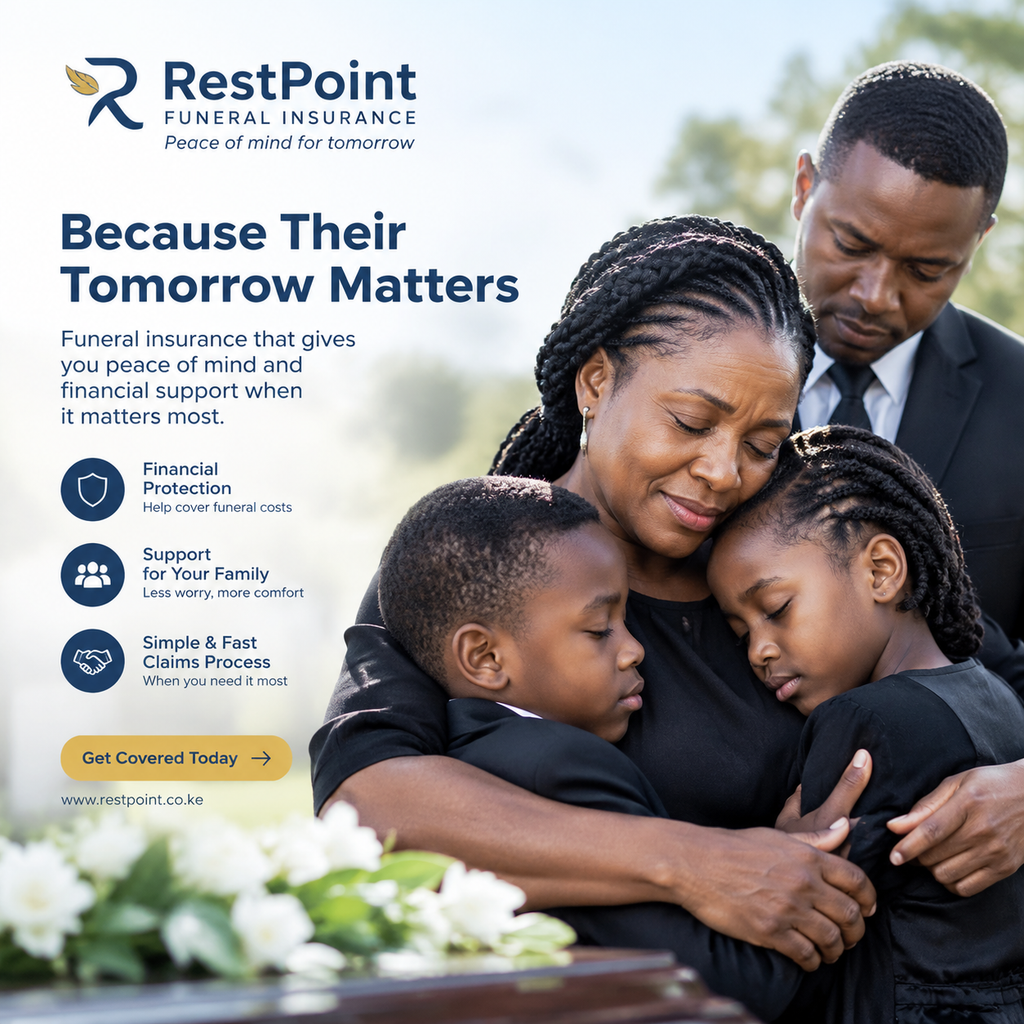 RestPoint
FUNERAL INSURANCE
Peace of mind for tomorrow
Because Their
Tomorrow Matters
Funeral insurance that gives
you peace of mind and
financial support when
it matters most.
Financial
Protection
Help cover funeral costs
Support
for Your Family
Less worry, more comfort
Simple & Fast
Claims Process
When you need it most
Get Covered Today →
www.restpoint.co.ke